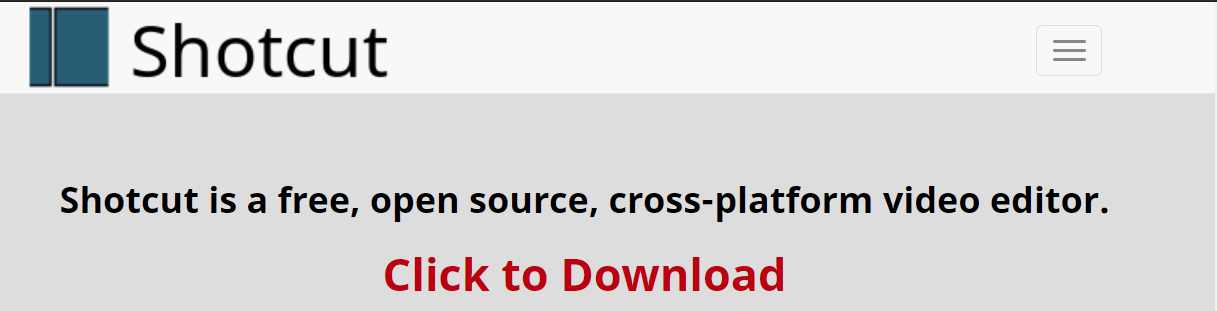 Shotcut
Shotcut is a free, open source, cross-platform video editor.
Click to Download